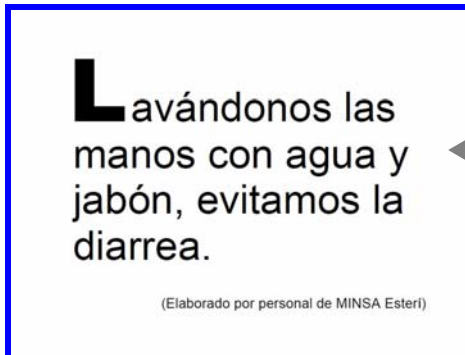 Lavándonos las
manos con agua y
jabón, evitamos la
diarrea.
(Elaborado por personal de MINSA Esterí)